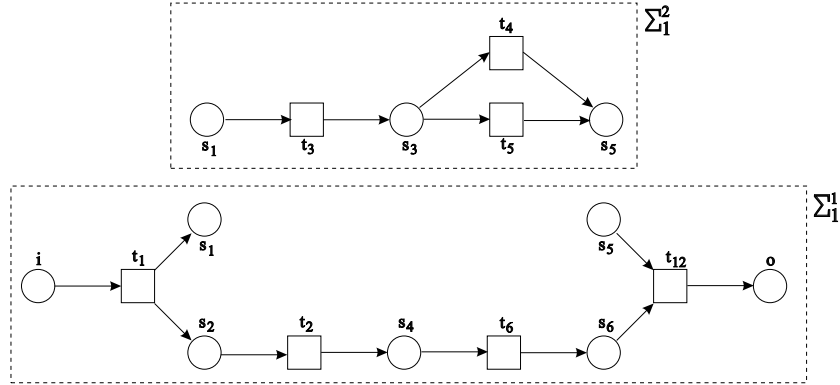 t₄ Σ₁²
s₁ t₃ s₃ t₅ s₅
Σ₁¹
i t₁ s₁ s₅ t₁₂ o
s₂ t₂ s₄ t₆ s₆